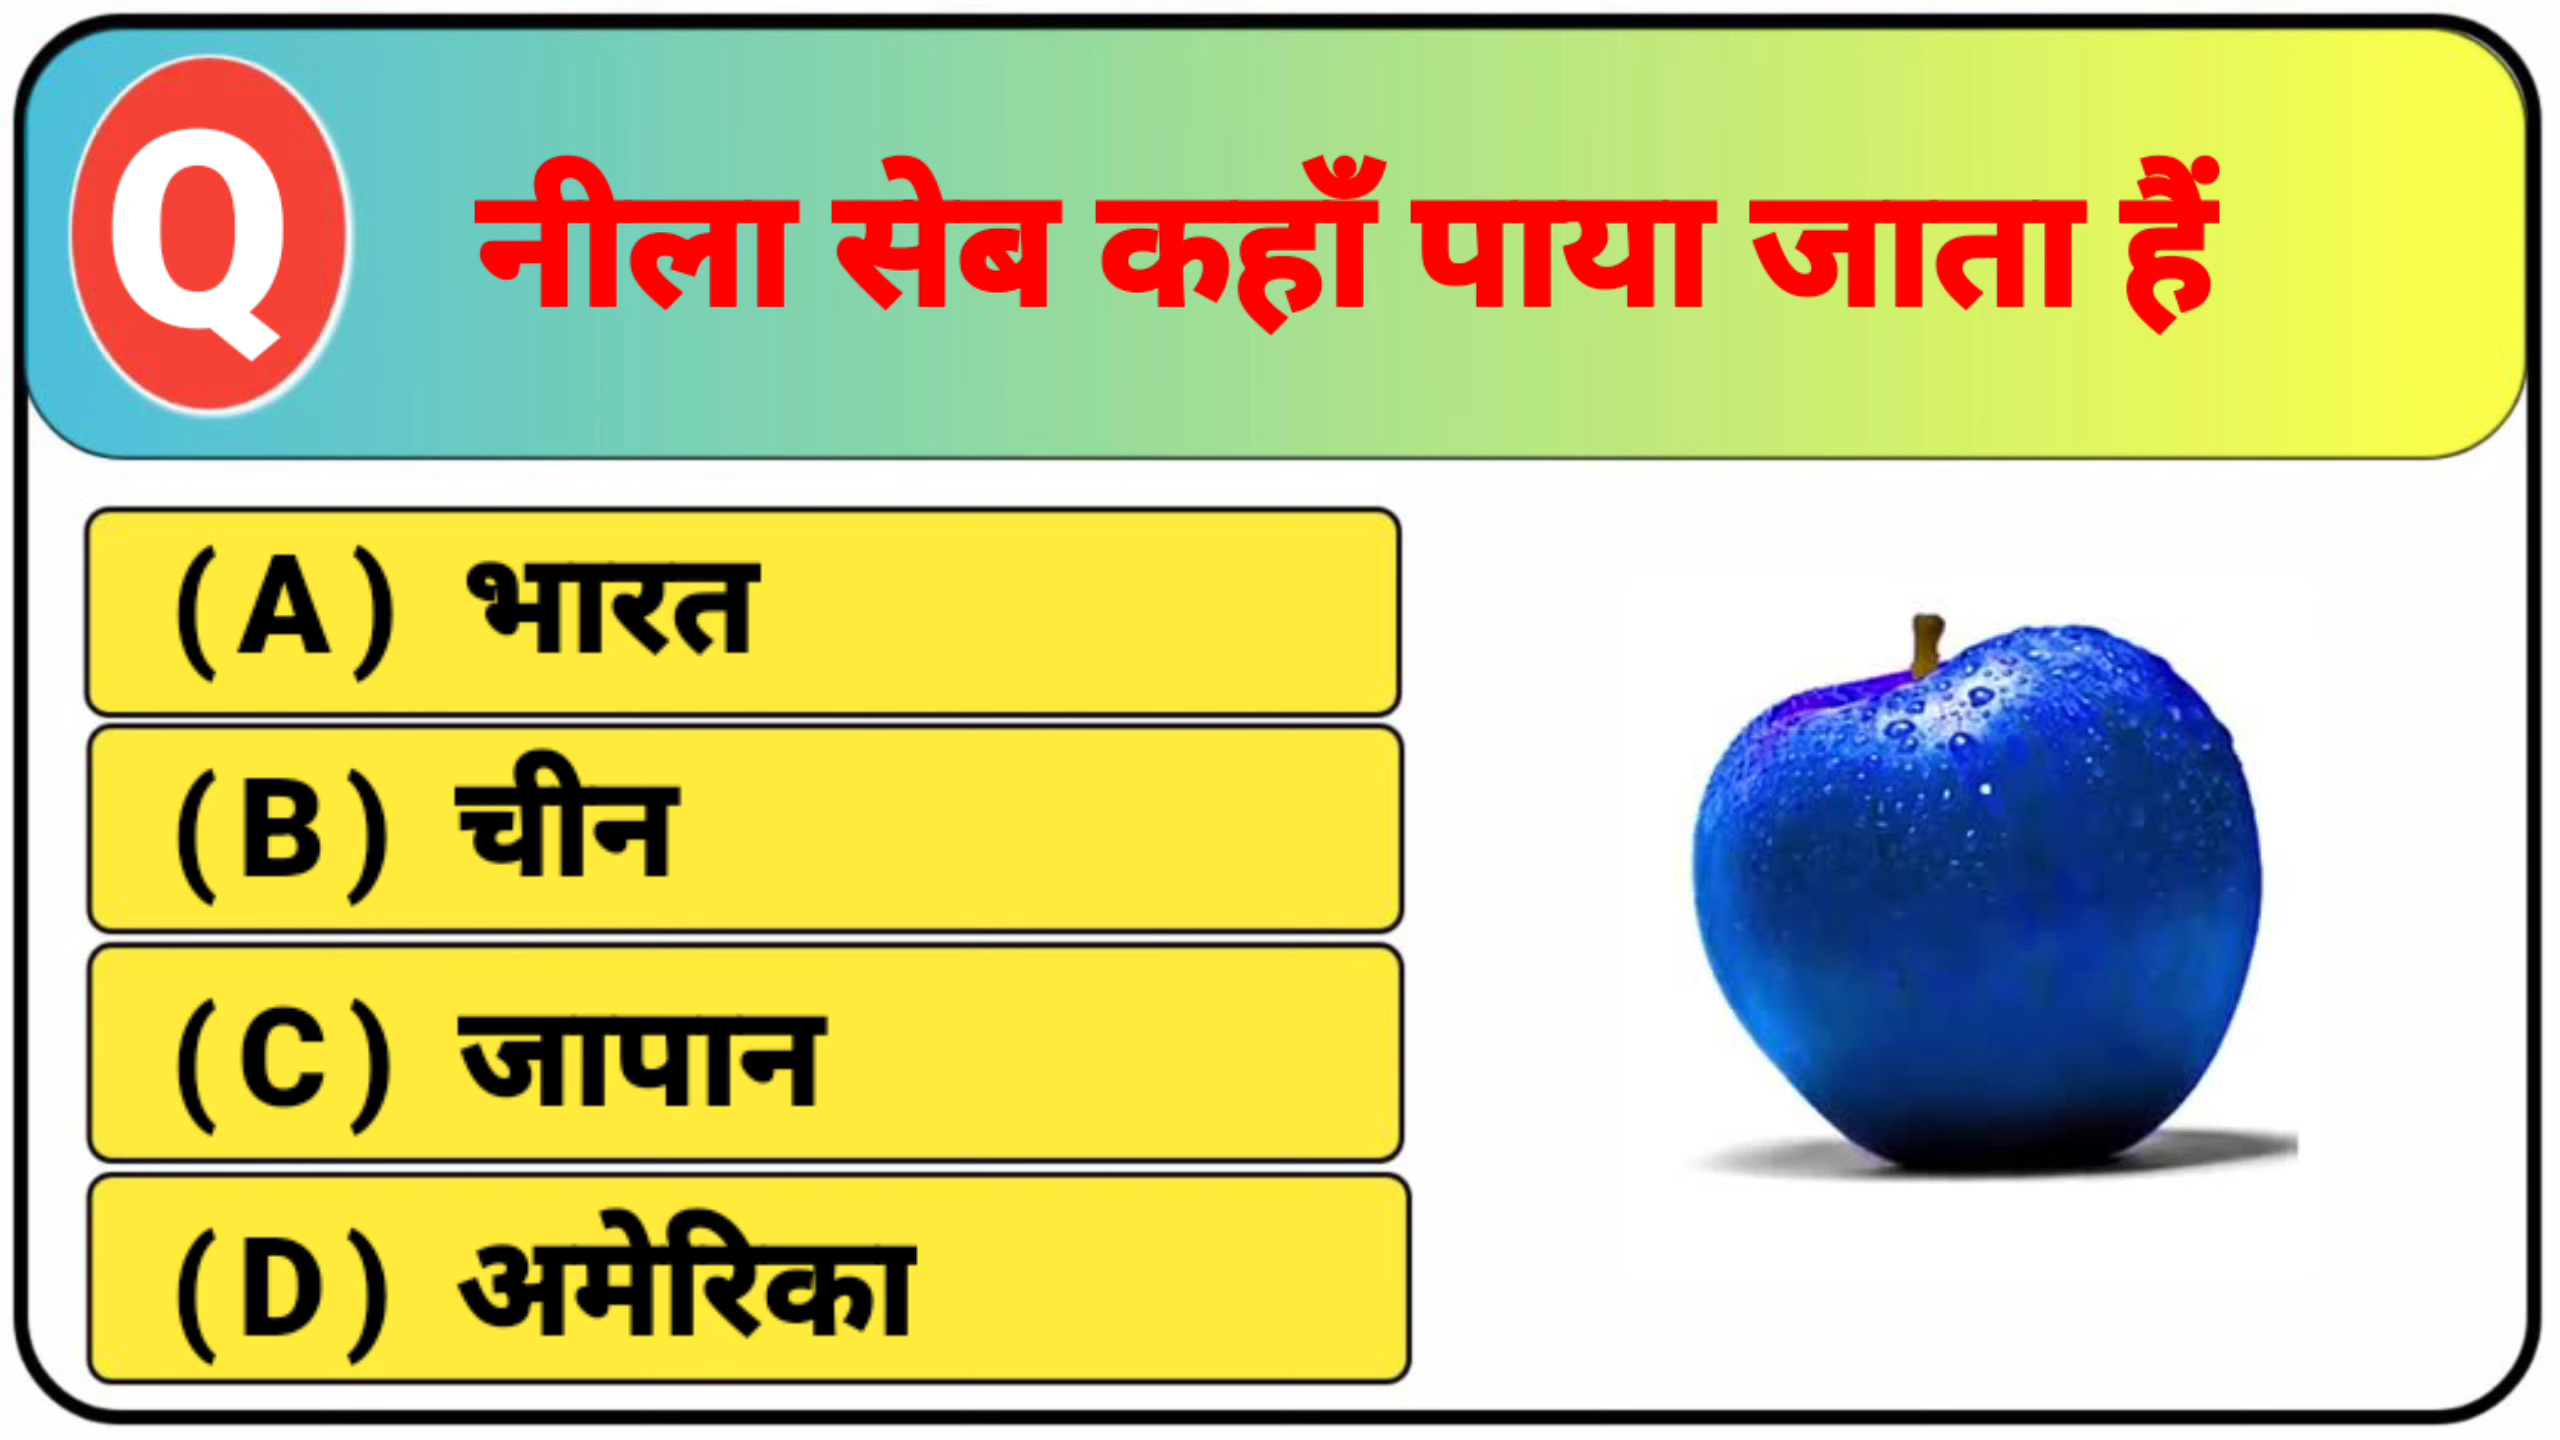 Q नीला सेब कहाँ पाया जाता हैं
(A) भारत
(B) चीन
(C) जापान
(D) अमेरिका